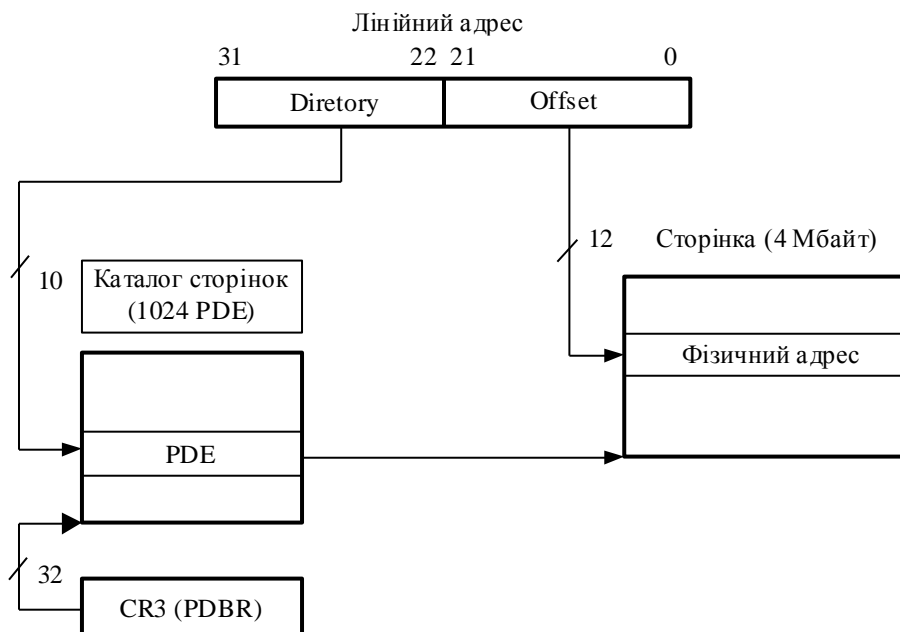 Лінійний адрес
31 22 21 0
Diretory Offset
12 Сторінка (4 Мбайт)
10 Каталог сторінок
(1024 PDE)
Фізичний адрес
PDE
32
CR3 (PDBR)